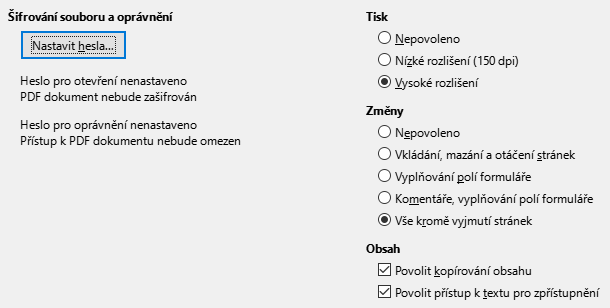 Šifrování souboru a oprávnění
Nastavit hesla...
Heslo pro otevření nenastaveno
PDF dokument nebude zašifrován
Heslo pro oprávnění nenastaveno
Přístup k PDF dokumentu nebude omezen
Tisk
Nepovoleno
Nízké rozlišení (150 dpi)
Vysoké rozlišení
Změny
Nepovoleno
Vkládání, mazání a otáčení stránek
Vyplňování polí formuláře
Komentáře, vyplňování polí formuláře
Vše kromě vyjmutí stránek
Obsah
Povolit kopírování obsahu
Povolit přístup k textu pro zpřístupnění